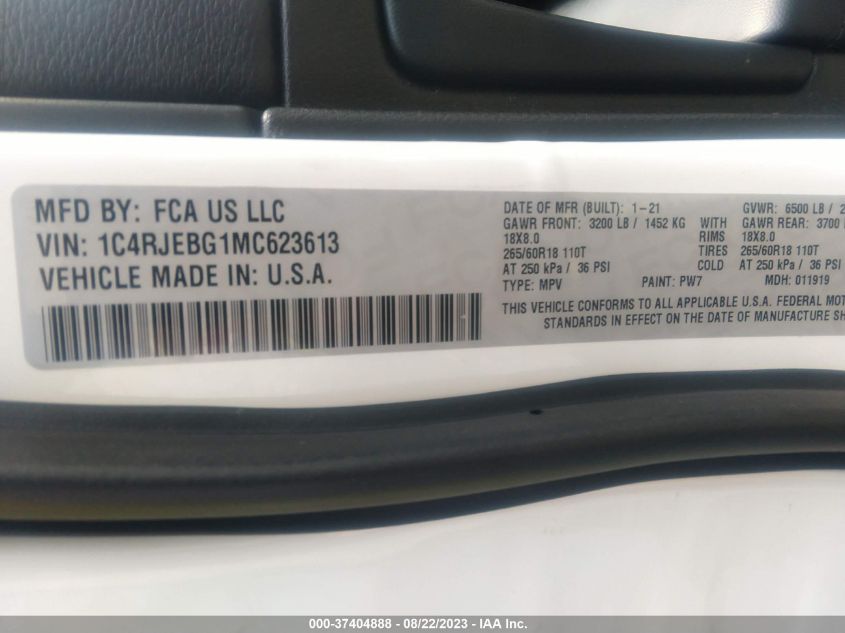 MFD BY: FCA US LLC
VIN: 1C4RJEBG1MC623613
VEHICLE MADE IN: U.S.A.
DATE OF MFR (BUILT): 1-21 GVWR: 6500 LB /
GAWR FRONT: 3200 LB / 1452 KG WITH GAWR REAR: 3700
18X8.0 RIMS 18X8.0
265/60R18 110T TIRES 265/60R18 110T
AT 250 kPa / 36 PSI COLD AT 250 kPa / 36 PSI
TYPE: MPV PAINT: PW7 MDH: 011919
THIS VEHICLE CONFORMS TO ALL APPLICABLE U.S.A. FEDERAL
STANDARDS IN EFFECT ON THE DATE OF MANUFACTURE
000-37404888 - 08/22/2023 - IAA Inc.